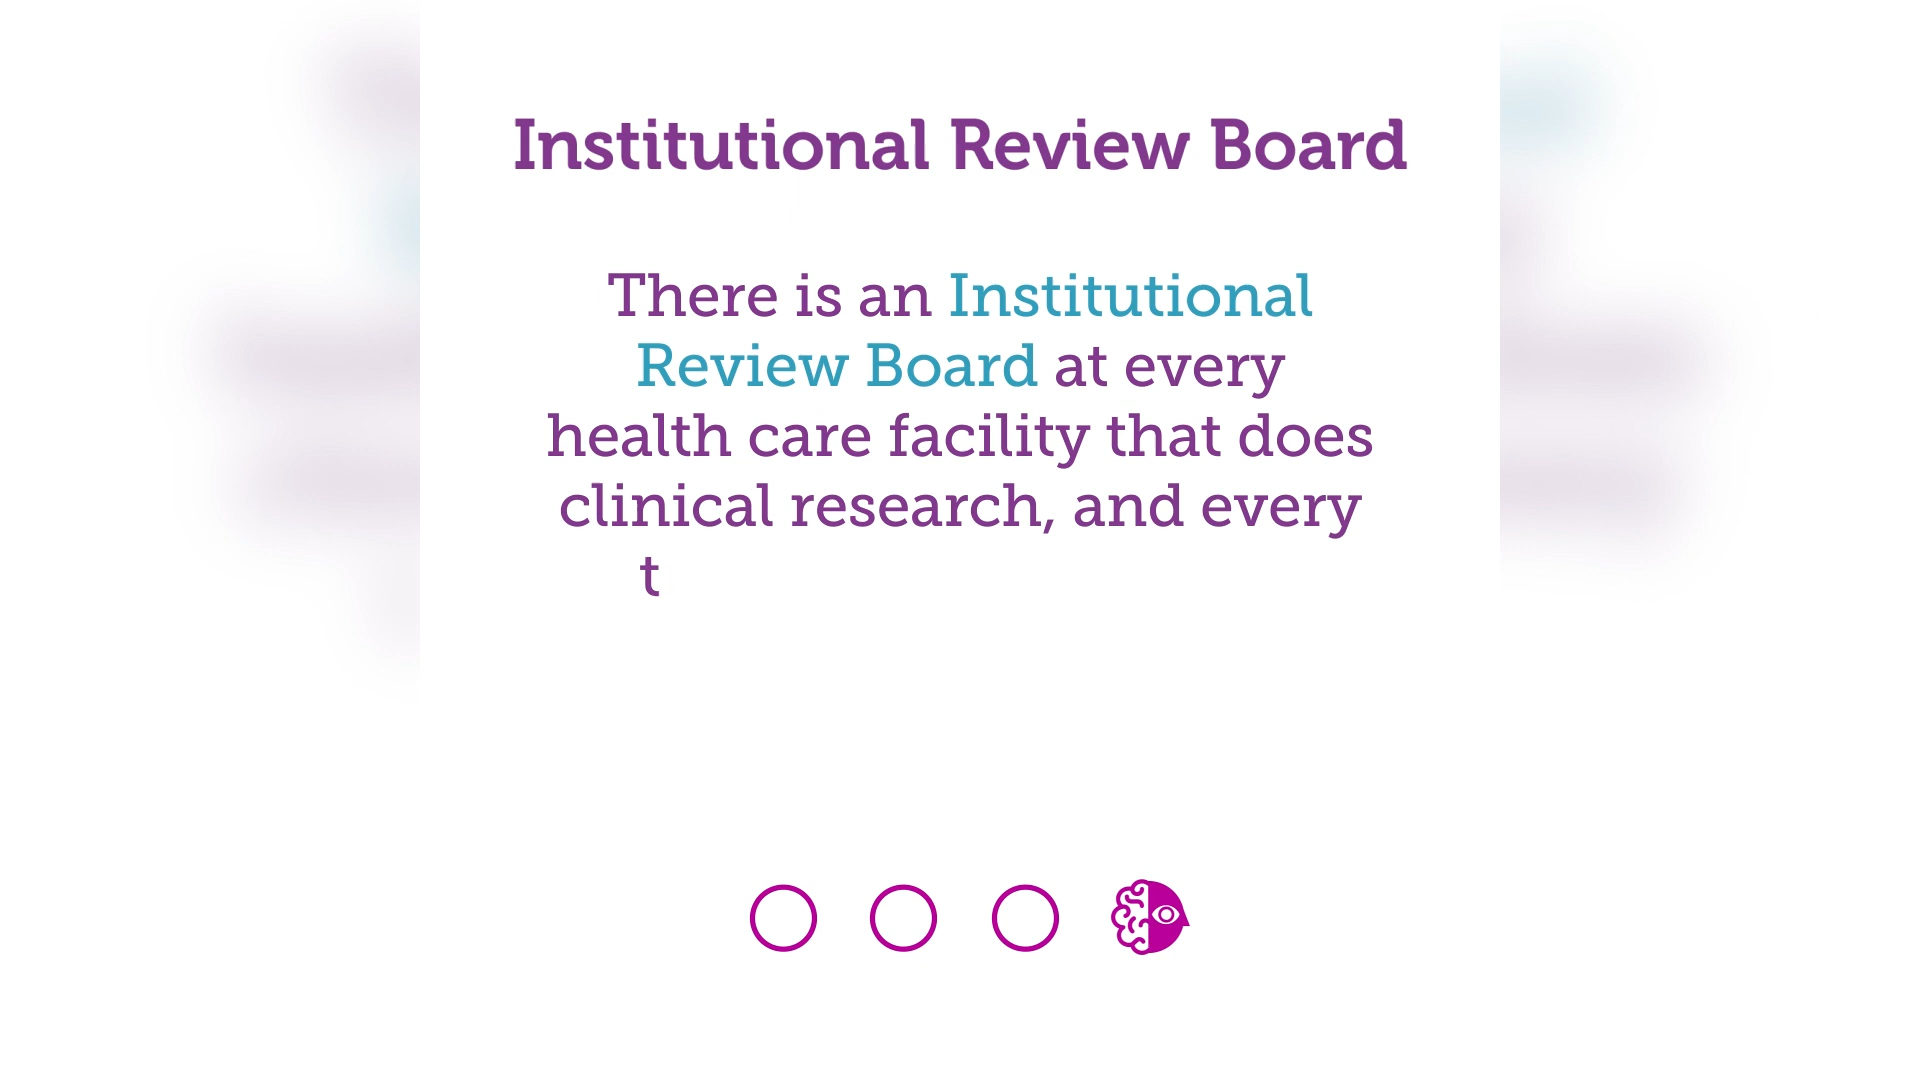 Institutional Review Board
There is an Institutional
Review Board at every
health care facility that does
clinical research, and every
t